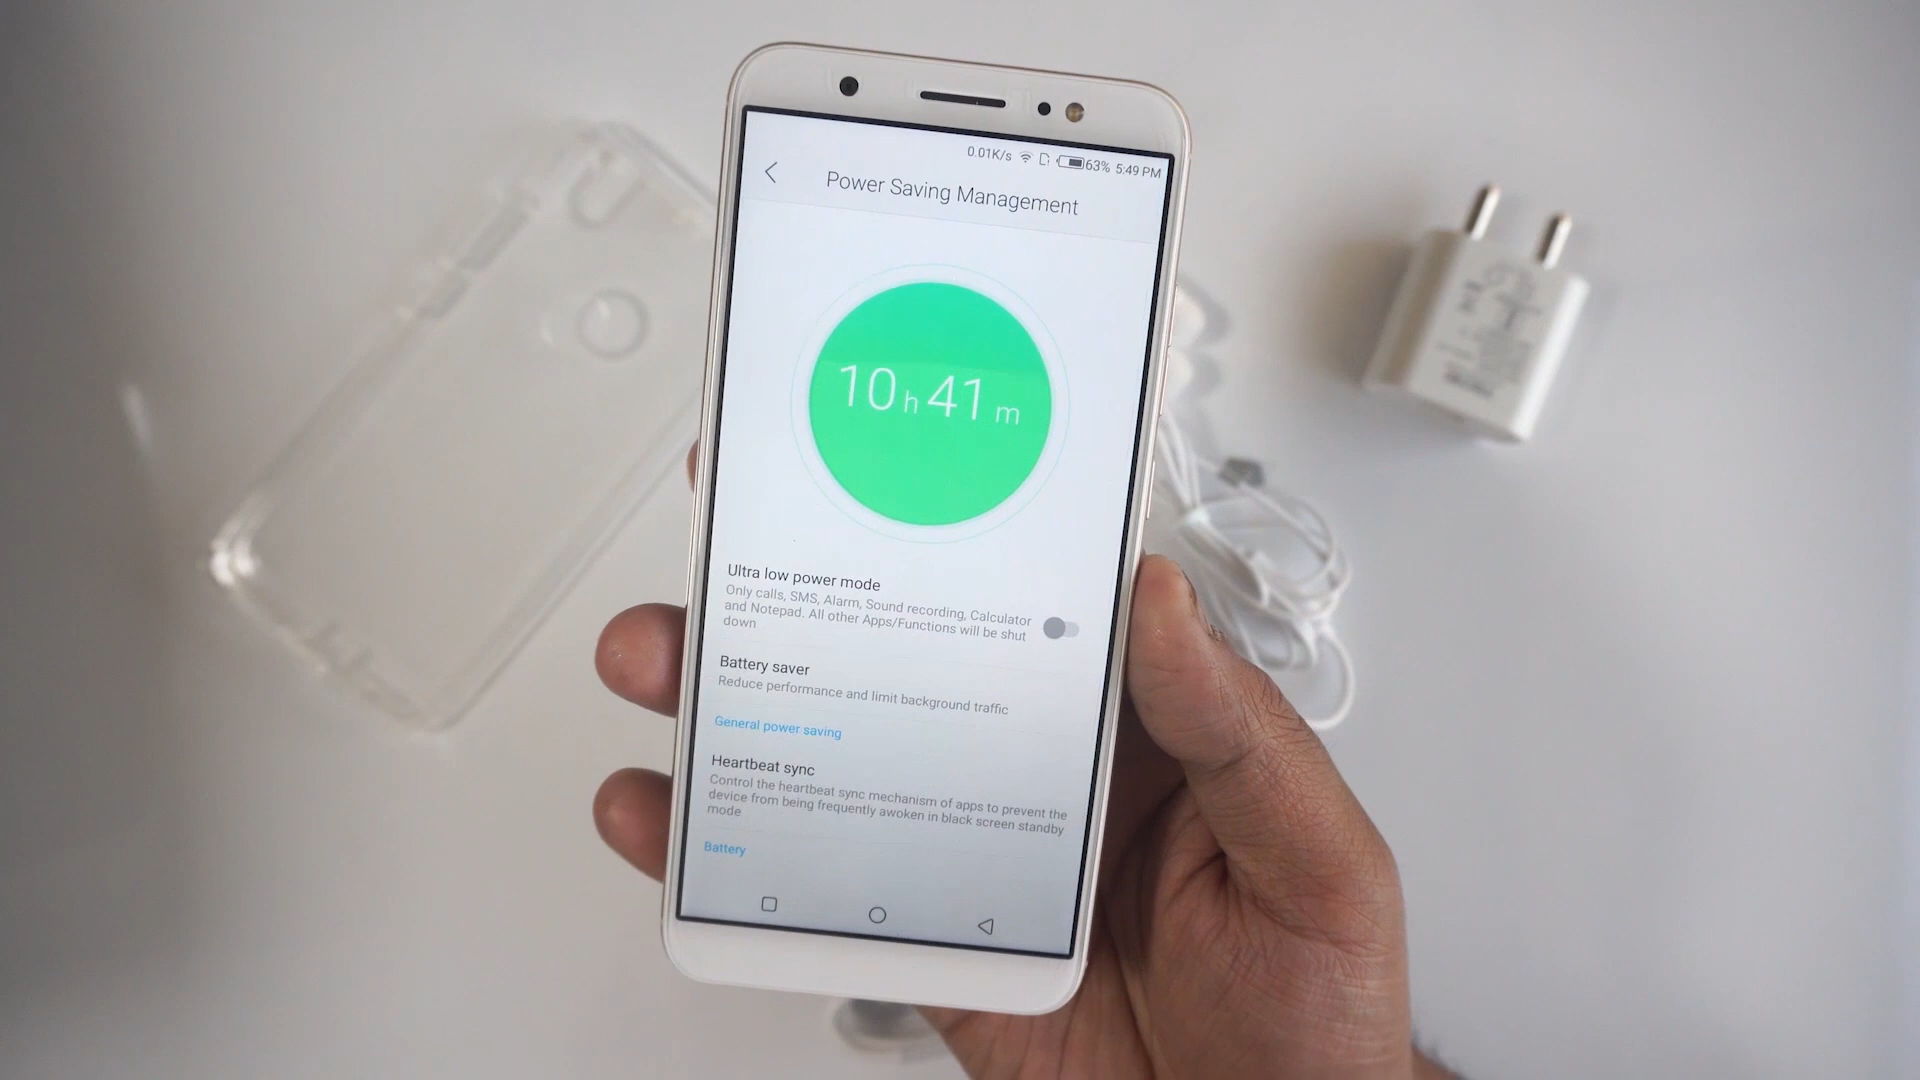 0.01K/s 63% 5:49 PM
Power Saving Management
10 h 41 m
Ultra low power mode
Only calls, SMS, Alarm, Sound recording, Calculator
and Notepad. All other Apps/Functions will be shut
down
Battery saver
Reduce performance and limit background traffic
General power saving
Heartbeat sync
Control the heartbeat sync mechanism of apps to prevent the
device from being frequently awoken in black screen standby
mode
Battery